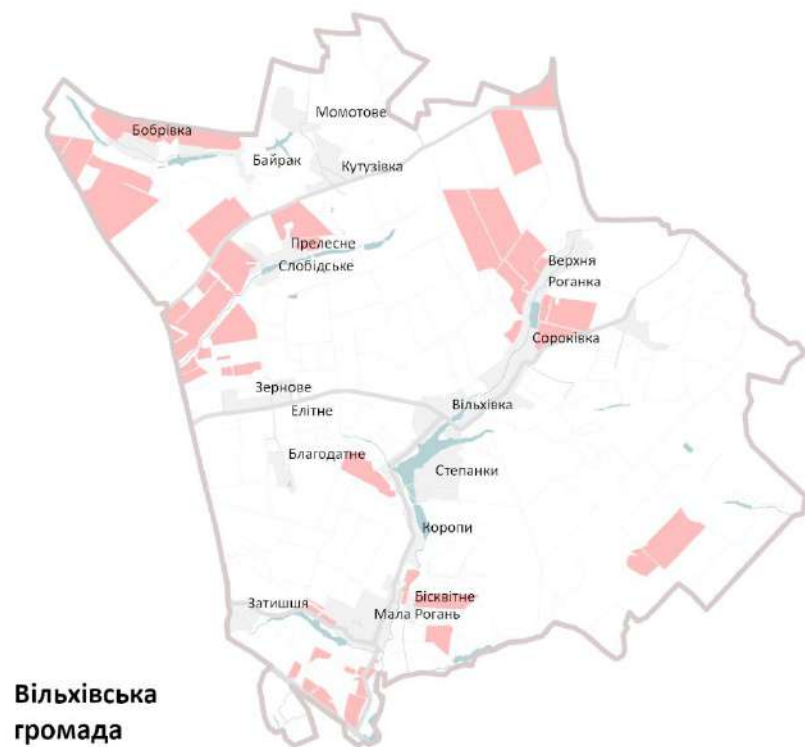 Момотове
Бобрівка
Байрак
Кутузівка
Прелесне
Слобідське
Верхня
Роганка
Сороківка
Зернове
Елітне
Вільхівка
Благодатне
Степанки
Коропи
Затишшя
Бісквітне
Мала Рогань
Вільхівська
громада